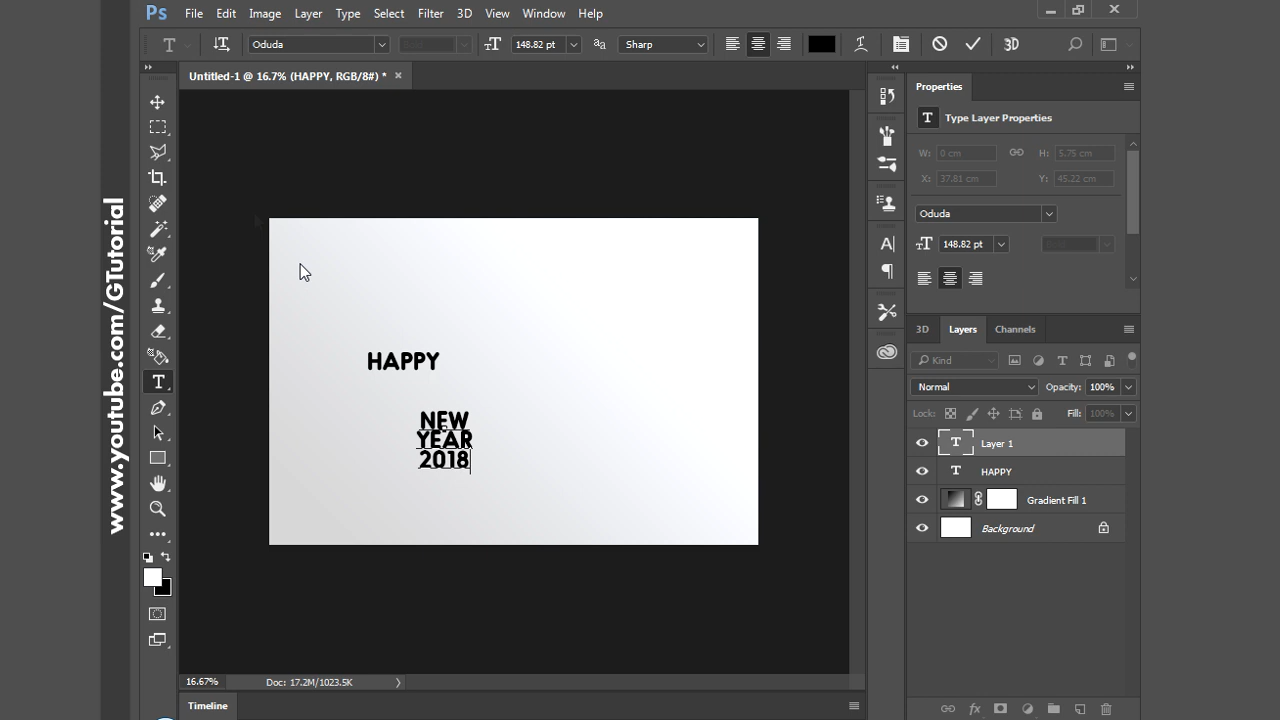 Ps File Edit Image Layer Type Select Filter 3D View Window Help
T Oduda Bold 148.82 pt aa Sharp 3D
Untitled-1 @ 16.7% (HAPPY, RGB/8#) * ×
Properties
T Type Layer Properties
W: 0 cm H: 5.75 cm
X: 37.81 cm Y: 45.22 cm
Oduda
148.82 pt Bold
3D Layers Channels
Kind
Normal Opacity: 100%
Lock: Fill: 100%
T Layer 1
T HAPPY
Gradient Fill 1
Background
HAPPY
NEW
YEAR
2018
16.67% Doc: 17.2M/1023.5K
Timeline
www.youtube.com/GTutorial